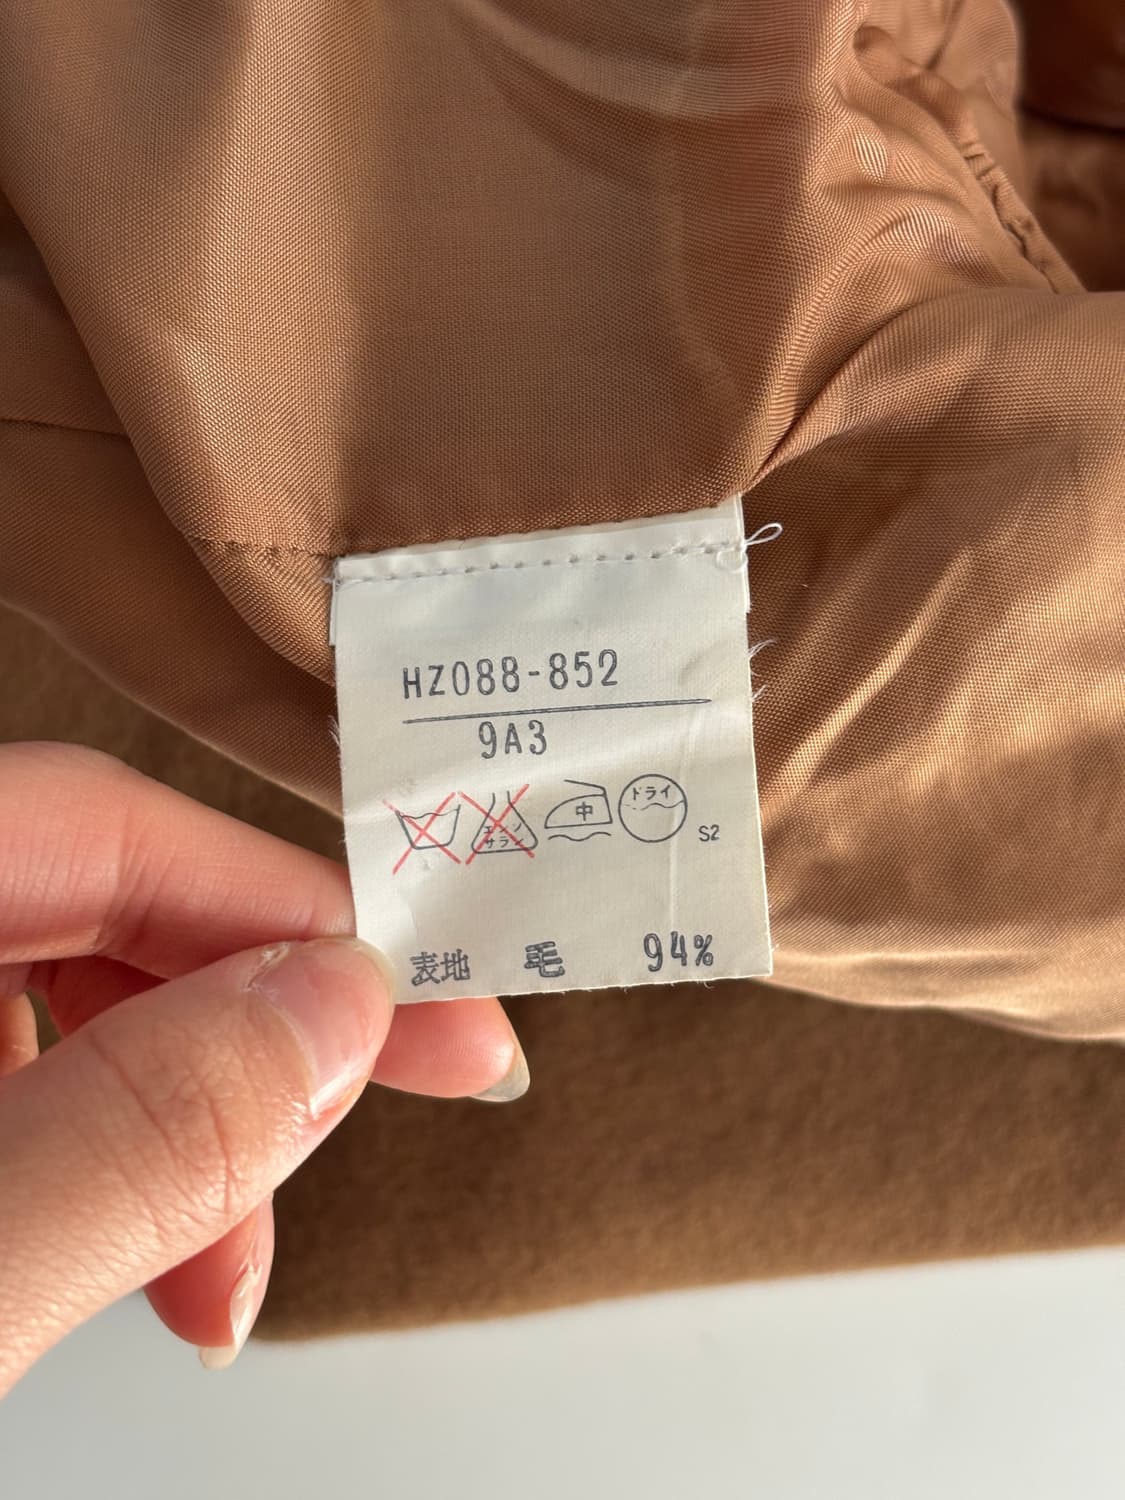 HZ088-852
9A3
エンソ
サラシ
中
ドライ
S2
表地 毛 94%